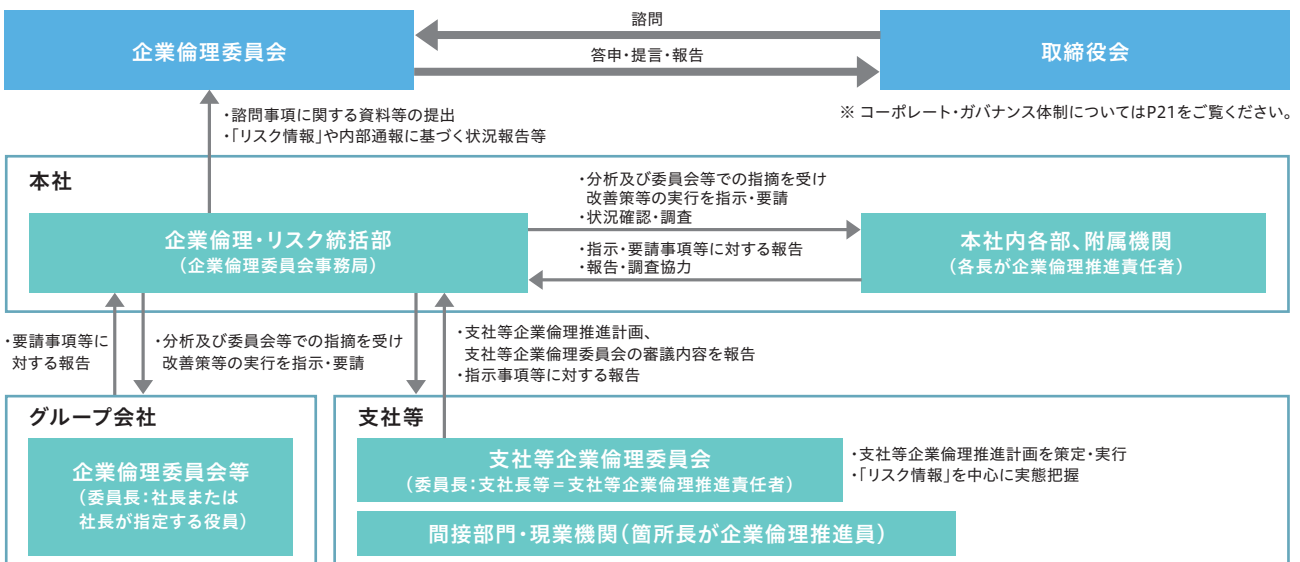 諮問
企業倫理委員会
取締役会
答申・提言・報告
・諮問事項に関する資料等の提出
・「リスク情報」や内部通報に基づく状況報告等
※ コーポレート・ガバナンス体制についてはP21をご覧ください。
本社
・分析及び委員会等での指摘を受け
改善策等の実行を指示・要請
・状況確認・調査
企業倫理・リスク統括部
（企業倫理委員会事務局）
・指示・要請事項等に対する報告
・報告・調査協力
本社内各部、附属機関
（各長が企業倫理推進責任者）
・要請事項等に
対する報告
・分析及び委員会等での指摘を受け
改善策等の実行を指示・要請
・支社等企業倫理推進計画、
支社等企業倫理委員会の審議内容を報告
・指示事項等に対する報告
グループ会社
企業倫理委員会等
（委員長：社長または
社長が指定する役員）
支社等
支社等企業倫理委員会
（委員長：支社長等＝支社等企業倫理推進責任者）
・支社等企業倫理推進計画を策定・実行
・「リスク情報」を中心に実態把握
間接部門・現業機関（箇所長が企業倫理推進員）